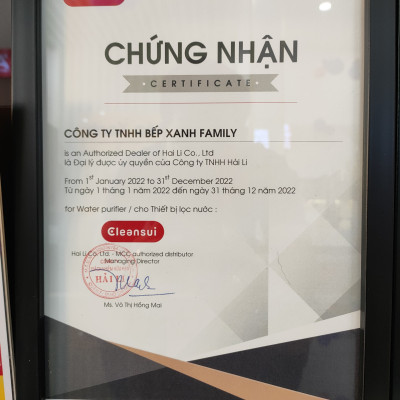 CHỨNG NHẬN
CERTIFICATE
CÔNG TY TNHH BẾP XANH FAMILY
is an Authorized Dealer of Hai Li Co., Ltd
là Đại lý được ủy quyền của Công ty TNHH Hải Li
From 1st January 2022 to 31st December 2022
Từ ngày 1 tháng 1 năm 2022 đến ngày 31 tháng 12 năm 2022
for Water purifier / cho Thiết bị lọc nước :
Cleansui
Hai Li Co. Ltd. - MCC authorized distributor
Managing Director
HẢI LI
Ms. Võ Thị Hồng Mai